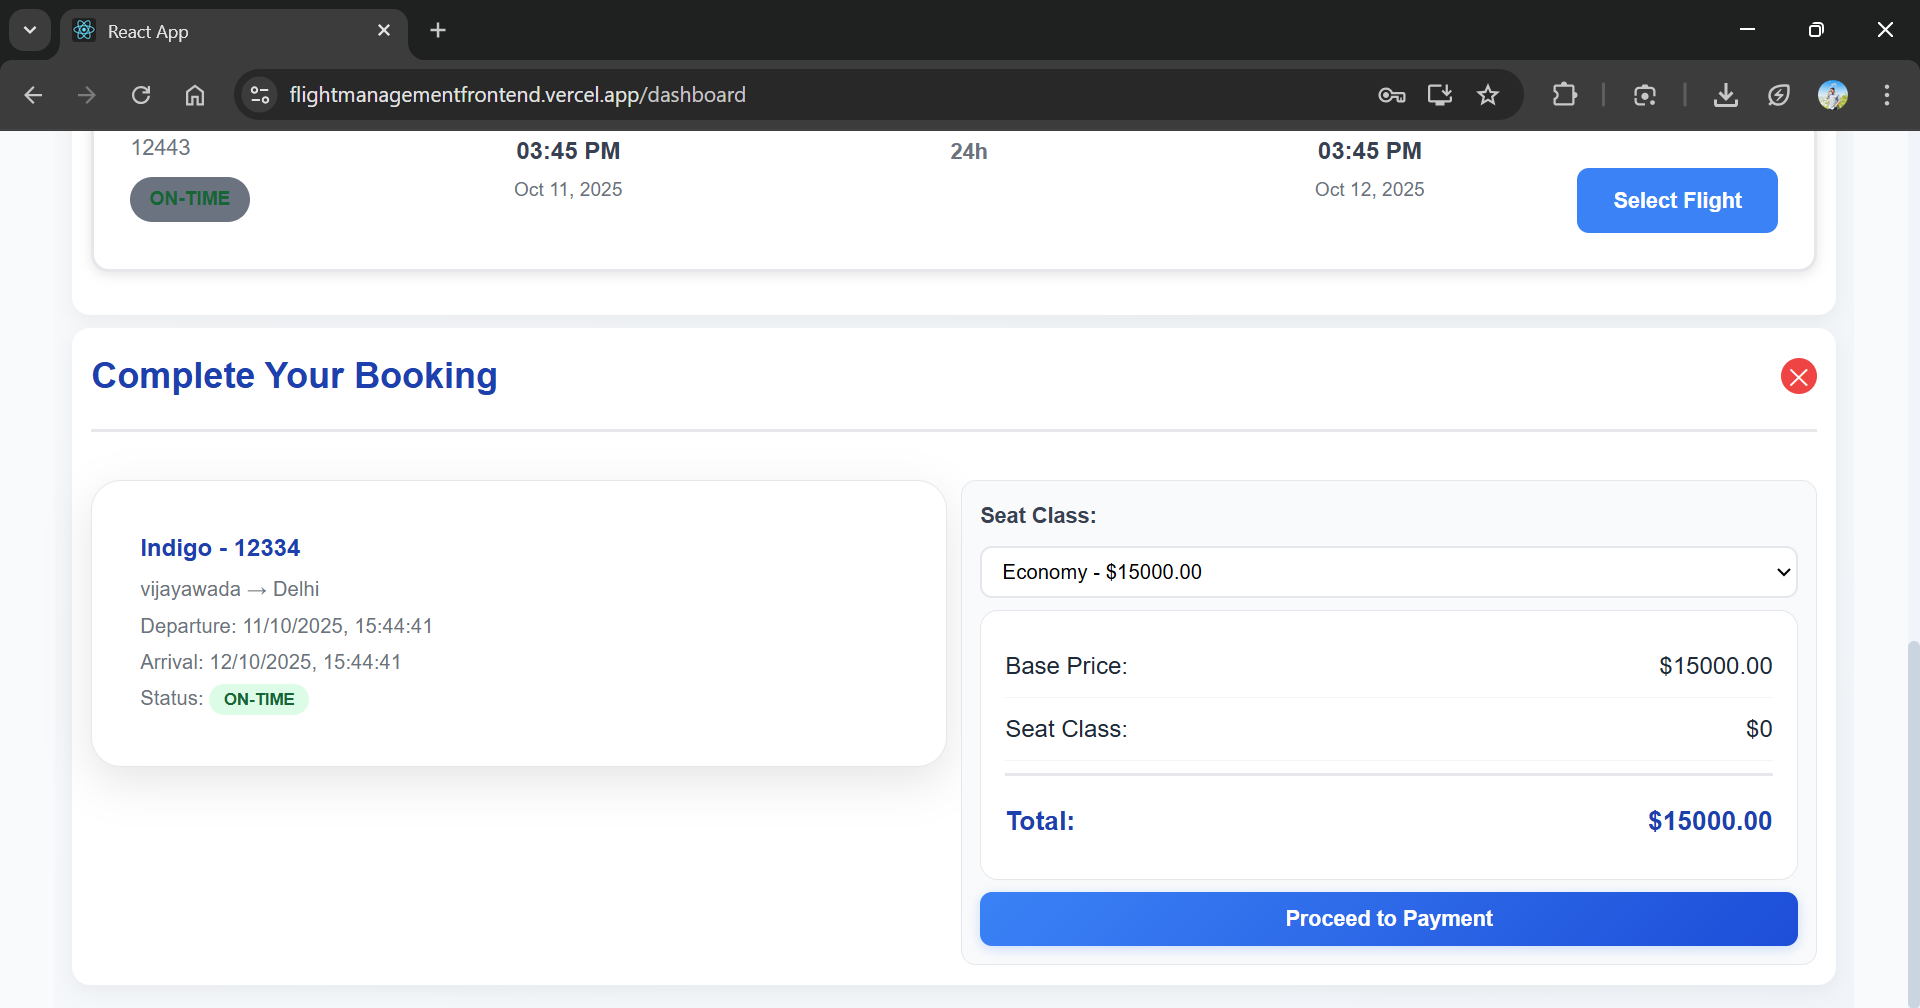 React App
flightmanagementfrontend.vercel.app/dashboard
12443
03:45 PM
24h
03:45 PM
ON-TIME
Oct 11, 2025
Oct 12, 2025
Select Flight
Complete Your Booking
Indigo - 12334
vijayawada → Delhi
Departure: 11/10/2025, 15:44:41
Arrival: 12/10/2025, 15:44:41
Status: ON-TIME
Seat Class:
Economy - $15000.00
Base Price: $15000.00
Seat Class: $0
Total: $15000.00
Proceed to Payment